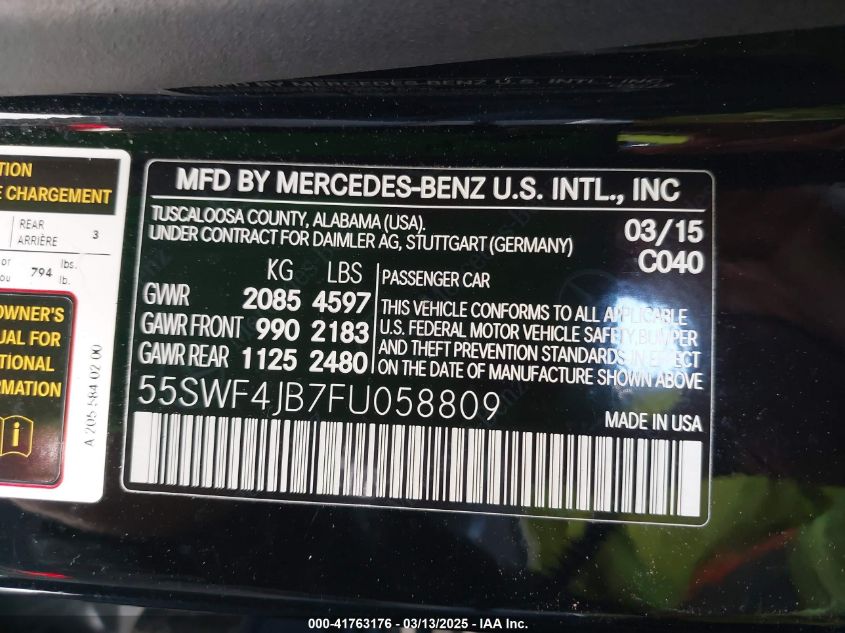 TION
E CHARGEMENT
REAR
ARRIÈRE 3
or
ou 794 lbs.
lb.
OWNER'S
UAL FOR
TIONAL
RMATION
A 205 584 02 00
MFD BY MERCEDES-BENZ U.S. INTL., INC
TUSCALOOSA COUNTY, ALABAMA (USA).
UNDER CONTRACT FOR DAIMLER AG, STUTTGART (GERMANY)
03/15
C040
KG LBS
GWR 2085 4597
GAWR FRONT 990 2183
GAWR REAR 1125 2480
PASSENGER CAR
THIS VEHICLE CONFORMS TO ALL APPLICABLE
U.S. FEDERAL MOTOR VEHICLE SAFETY, BUMPER
AND THEFT PREVENTION STANDARDS IN EFFECT
ON THE DATE OF MANUFACTURE SHOWN ABOVE
55SWF4JB7FU058809
MADE IN USA
000-41763176 - 03/13/2025 - IAA Inc.